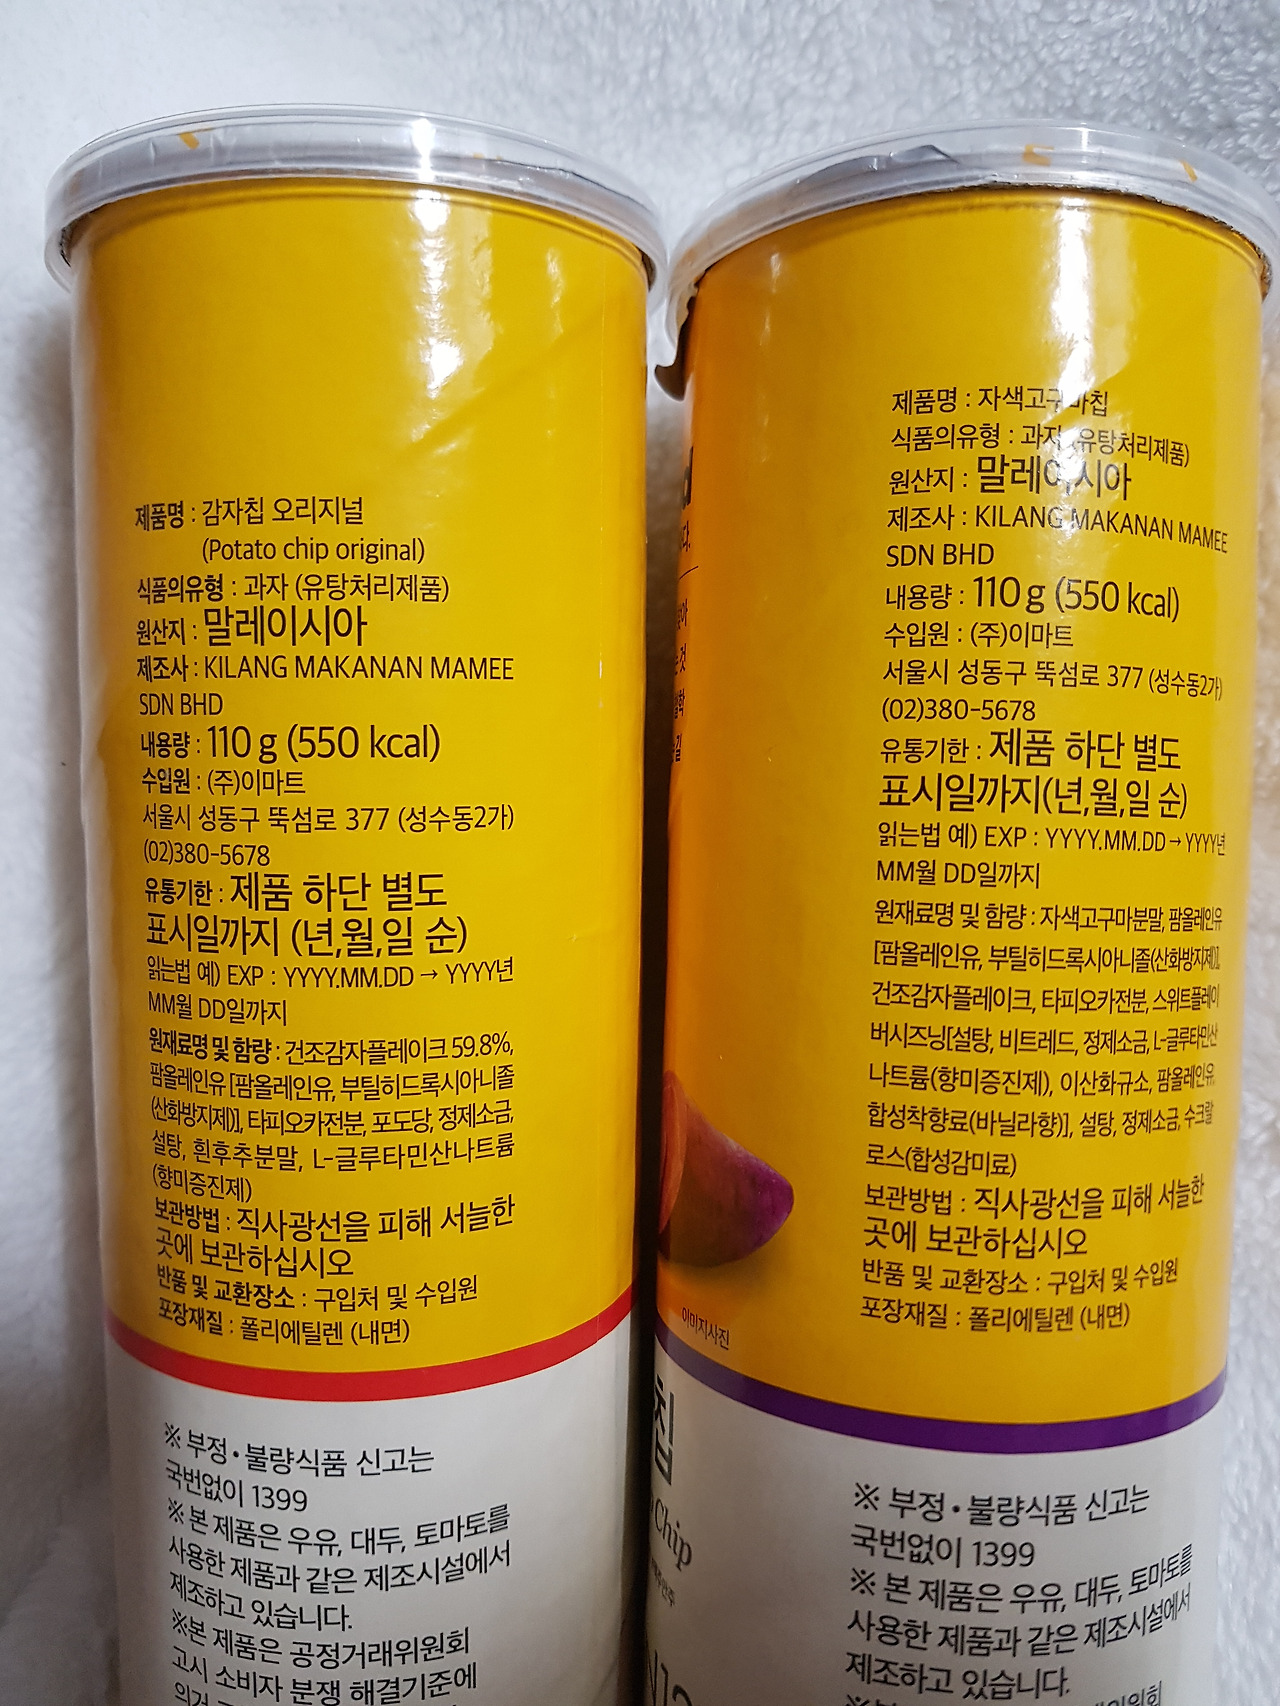 제품명 : 감자칩 오리지널
(Potato chip original)
식품의유형 : 과자 (유탕처리제품)
원산지 : 말레이시아
제조사 : KILANG MAKANAN MAMEE
SDN BHD
내용량 : 110 g (550 kcal)
수입원 : (주)이마트
서울시 성동구 뚝섬로 377 (성수동2가)
(02)380-5678
유통기한 : 제품 하단 별도
표시일까지 (년,월,일 순)
읽는법 예) EXP : YYYY.MM.DD → YYYY년
MM월 DD일까지
원재료명 및 함량 : 건조감자플레이크 59.8%,
팜올레인유 [팜올레인유, 부틸히드록시아니졸
(산화방지제)], 타피오카전분, 포도당, 정제소금,
설탕, 흰후추분말, L-글루타민산나트륨
(향미증진제)
보관방법 : 직사광선을 피해 서늘한
곳에 보관하십시오
반품 및 교환장소 : 구입처 및 수입원
포장재질 : 폴리에틸렌 (내면)
※ 부정·불량식품 신고는
국번없이 1399
※ 본 제품은 우유, 대두, 토마토를
사용한 제품과 같은 제조시설에서
제조하고 있습니다.
※본 제품은 공정거래위원회
고시 소비자 분쟁 해결기준에
의거
제품명 : 자색고구마칩
식품의유형 : 과자 (유탕처리제품)
원산지 : 말레이시아
제조사 : KILANG MAKANAN MAMEE
SDN BHD
내용량 : 110 g (550 kcal)
수입원 : (주)이마트
서울시 성동구 뚝섬로 377 (성수동2가)
(02)380-5678
유통기한 : 제품 하단 별도
표시일까지(년,월,일 순)
읽는법 예) EXP : YYYY.MM.DD → YYYY년
MM월 DD일까지
원재료명 및 함량 : 자색고구마분말, 팜올레인유
[팜올레인유, 부틸히드록시아니졸(산화방지제)],
건조감자플레이크, 타피오카전분, 스위트플레이
버시즈닝[설탕, 비트레드, 정제소금, L-글루타민산
나트륨(향미증진제), 이산화규소, 팜올레인유,
합성착향료(바닐라향)], 설탕, 정제소금, 수크랄
로스(합성감미료)
보관방법 : 직사광선을 피해 서늘한
곳에 보관하십시오
반품 및 교환장소 : 구입처 및 수입원
포장재질 : 폴리에틸렌 (내면)
이미지사진
칩
Chip
※ 부정·불량식품 신고는
국번없이 1399
※ 본 제품은 우유, 대두, 토마토를
사용한 제품과 같은 제조시설에서
제조하고 있습니다.